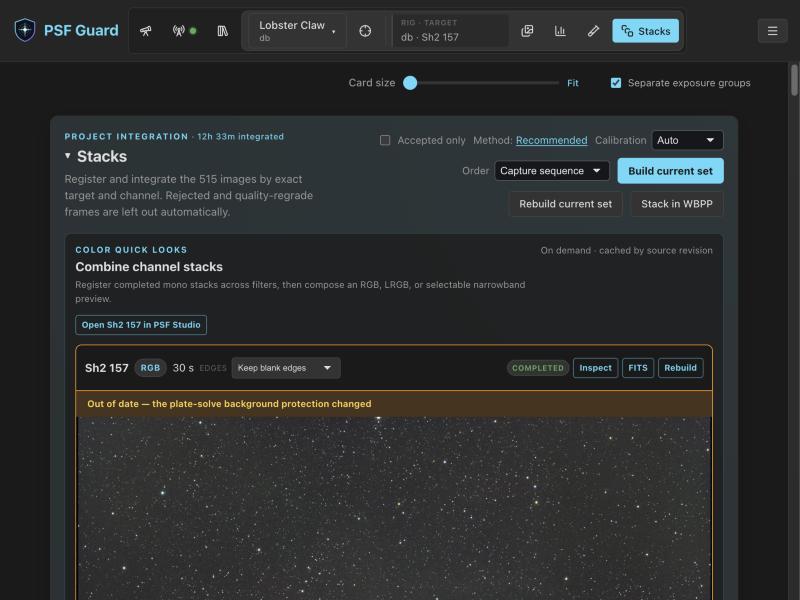 PSF Guard
Lobster Claw
db
RIG · TARGET
db · Sh2 157
Stacks
Card size
Fit
Separate exposure groups
PROJECT INTEGRATION · 12h 33m integrated
Stacks
Register and integrate the 515 images by exact
target and channel. Rejected and quality-regrade
frames are left out automatically.
Accepted only Method: Recommended Calibration Auto
Order Capture sequence Build current set
Rebuild current set Stack in WBPP
COLOR QUICK LOOKS
On demand · cached by source revision
Combine channel stacks
Register completed mono stacks across filters, then compose an RGB, LRGB, or selectable narrowband
preview.
Open Sh2 157 in PSF Studio
Sh2 157 RGB 30 s EDGES Keep blank edges COMPLETED Inspect FITS Rebuild
Out of date — the plate-solve background protection changed